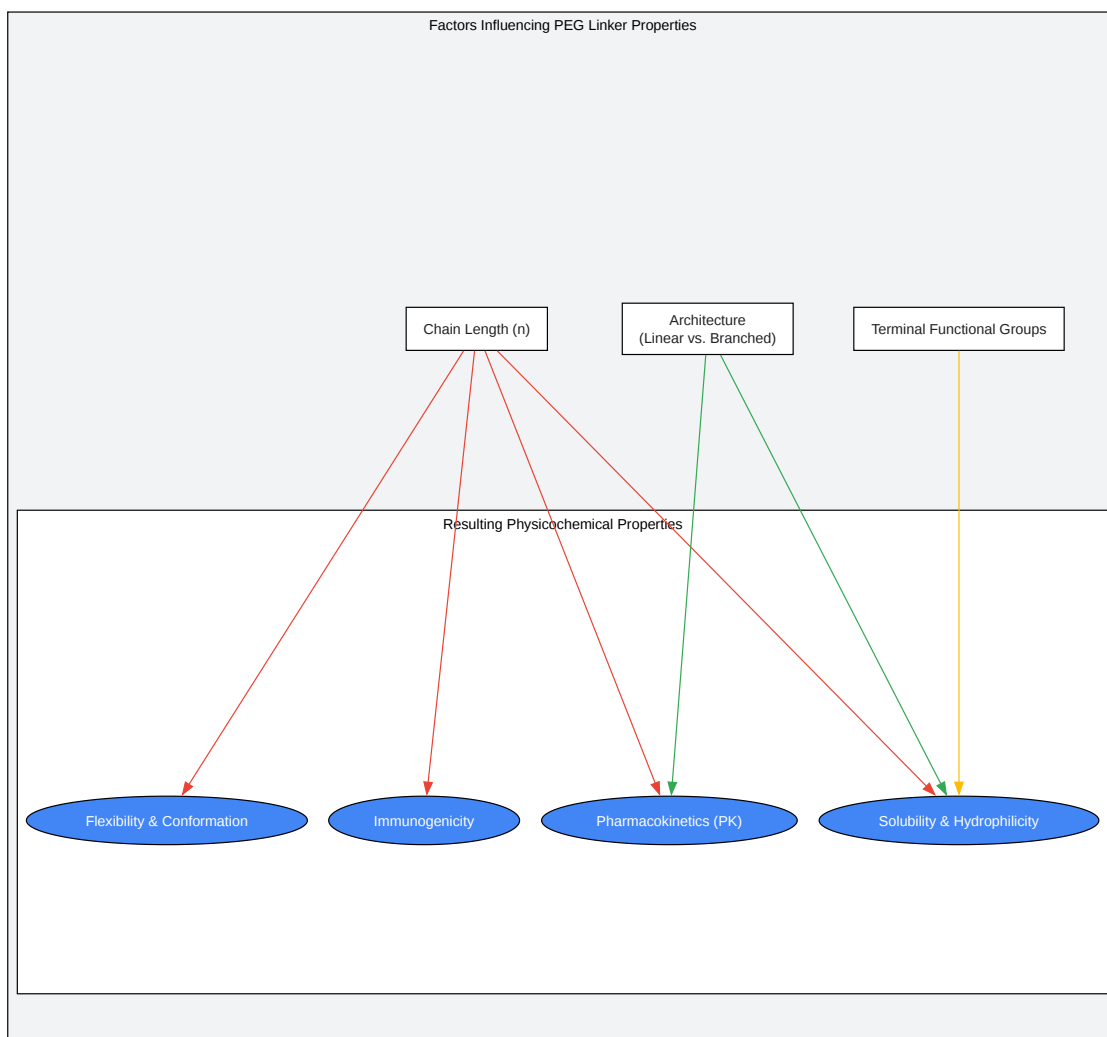 Factors Influencing PEG Linker Properties
Chain Length (n)
Architecture
(Linear vs. Branched)
Terminal Functional Groups
Resulting Physicochemical Properties
Flexibility & Conformation
Immunogenicity
Pharmacokinetics (PK)
Solubility & Hydrophilicity